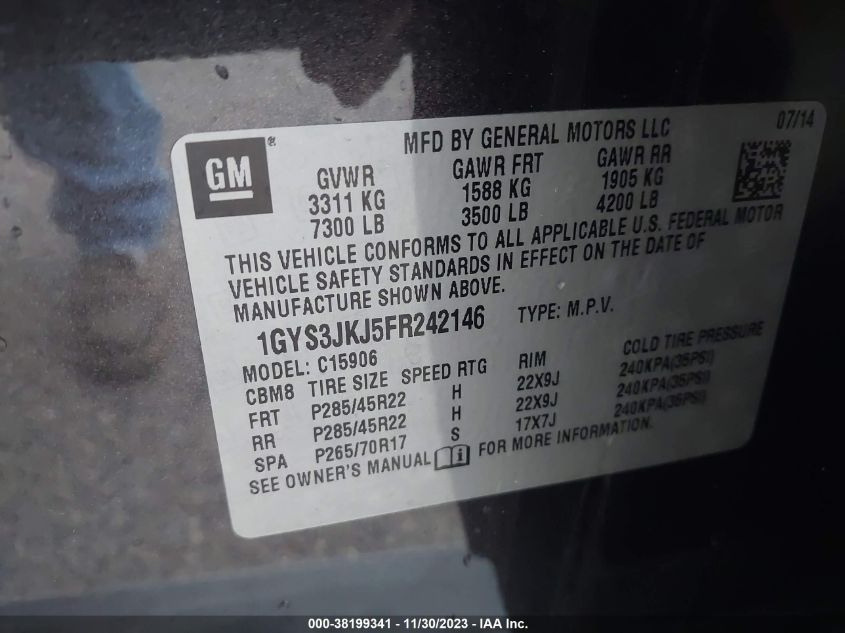 GM ®
MFD BY GENERAL MOTORS LLC
07/14
GVWR GAWR FRT GAWR RR
3311 KG 1588 KG 1905 KG
7300 LB 3500 LB 4200 LB
THIS VEHICLE CONFORMS TO ALL APPLICABLE U.S. FEDERAL MOTOR
VEHICLE SAFETY STANDARDS IN EFFECT ON THE DATE OF
MANUFACTURE SHOWN ABOVE.
1GYS3JKJ5FR242146 TYPE: M.P.V.
MODEL: C15906
CBM8 TIRE SIZE SPEED RTG RIM COLD TIRE PRESSURE
FRT P285/45R22 H 22X9J 240KPA(35PSI)
RR P285/45R22 H 22X9J 240KPA(35PSI)
SPA P265/70R17 S 17X7J 240KPA(35PSI)
SEE OWNER'S MANUAL FOR MORE INFORMATION.
000-38199341 - 11/30/2023 - IAA Inc.